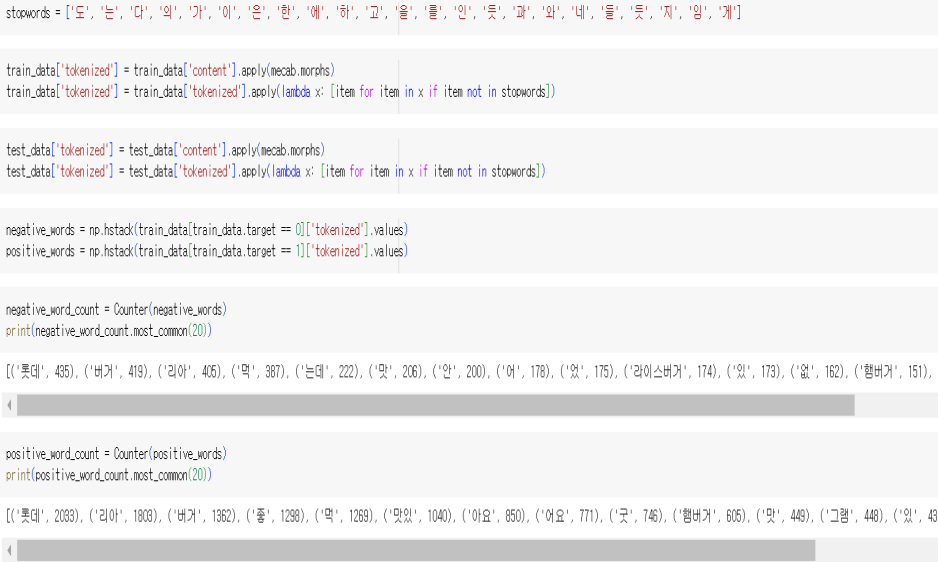 stopwords = ['도', '는', '다', '의', '가', '이', '은', '한', '에', '하', '고', '을', '를', '인', '듯', '과', '와', '네', '들', '듯', '지', '임', '게']
train_data['tokenized'] = train_data['content'].apply(mecab.morphs)
train_data['tokenized'] = train_data['tokenized'].apply(lambda x: [item for item in x if item not in stopwords])
test_data['tokenized'] = test_data['content'].apply(mecab.morphs)
test_data['tokenized'] = test_data['tokenized'].apply(lambda x: [item for item in x if item not in stopwords])
negative_words = np.hstack(train_data[train_data.target == 0]['tokenized'].values)
positive_words = np.hstack(train_data[train_data.target == 1]['tokenized'].values)
negative_word_count = Counter(negative_words)
print(negative_word_count.most_common(20))
[('롯데', 435), ('버거', 419), ('리아', 405), ('먹', 387), ('는데', 222), ('맛', 206), ('안', 200), ('어', 178), ('었', 175), ('라이스버거', 174), ('있', 173), ('없', 162), ('햄버거', 151),
positive_word_count = Counter(positive_words)
print(positive_word_count.most_common(20))
[('롯데', 2033), ('리아', 1803), ('버거', 1362), ('좋', 1298), ('먹', 1269), ('맛있', 1040), ('아요', 850), ('어요', 771), ('굿', 746), ('햄버거', 605), ('맛', 449), ('그램', 448), ('있', 43